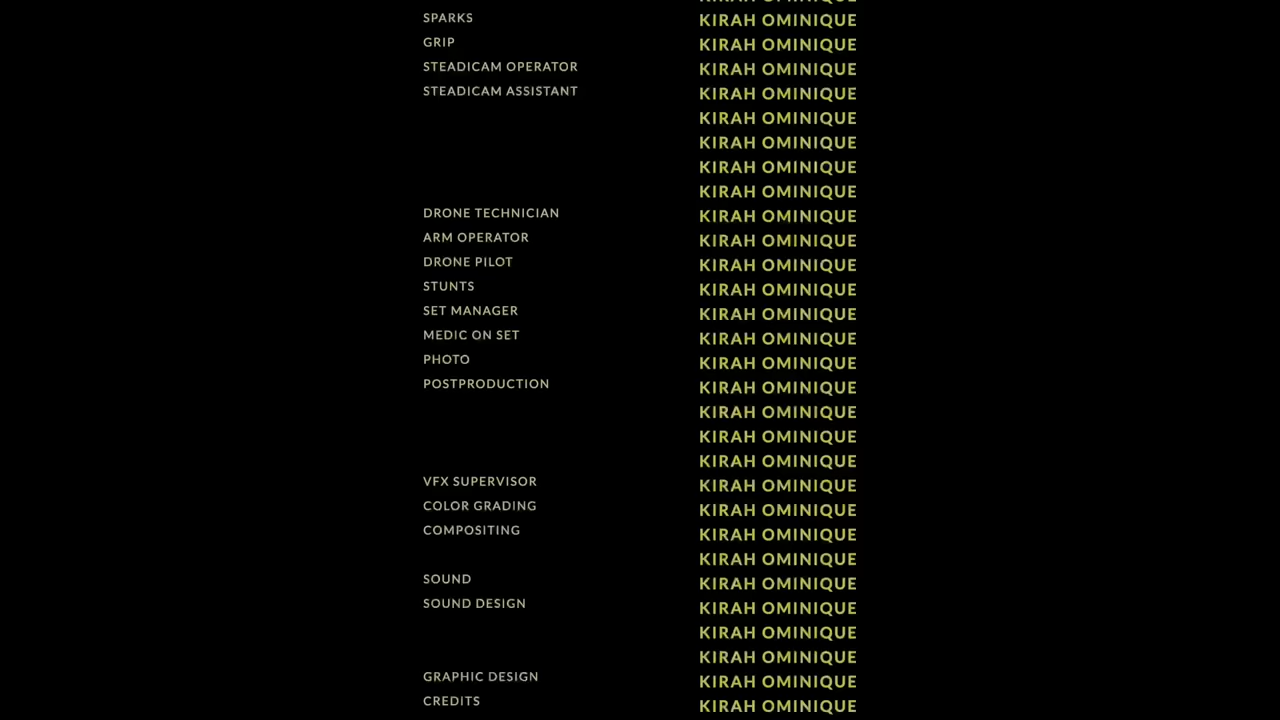 SPARKS KIRAH OMINIQUE
GRIP KIRAH OMINIQUE
STEADICAM OPERATOR KIRAH OMINIQUE
STEADICAM ASSISTANT KIRAH OMINIQUE
KIRAH OMINIQUE
KIRAH OMINIQUE
KIRAH OMINIQUE
KIRAH OMINIQUE
DRONE TECHNICIAN KIRAH OMINIQUE
ARM OPERATOR KIRAH OMINIQUE
DRONE PILOT KIRAH OMINIQUE
STUNTS KIRAH OMINIQUE
SET MANAGER KIRAH OMINIQUE
MEDIC ON SET KIRAH OMINIQUE
PHOTO KIRAH OMINIQUE
POSTPRODUCTION KIRAH OMINIQUE
KIRAH OMINIQUE
KIRAH OMINIQUE
KIRAH OMINIQUE
VFX SUPERVISOR KIRAH OMINIQUE
COLOR GRADING KIRAH OMINIQUE
COMPOSITING KIRAH OMINIQUE
KIRAH OMINIQUE
SOUND KIRAH OMINIQUE
SOUND DESIGN KIRAH OMINIQUE
KIRAH OMINIQUE
KIRAH OMINIQUE
GRAPHIC DESIGN KIRAH OMINIQUE
CREDITS KIRAH OMINIQUE